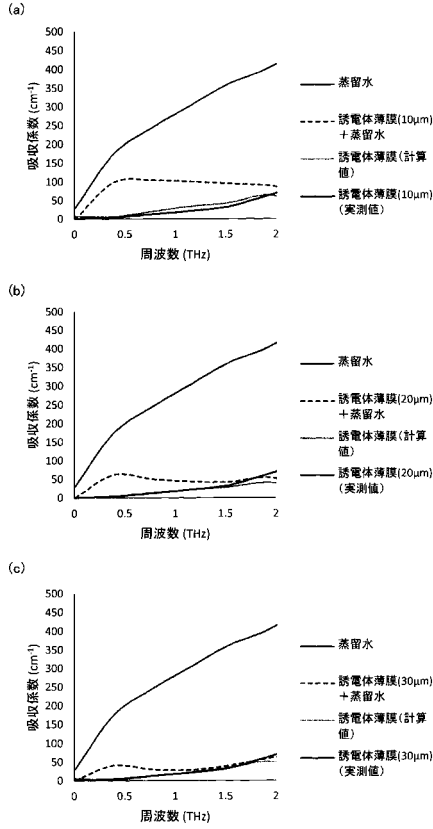 (a)
500
450
400
350
300
250
200
150
100
50
0
吸収係数 (cm-1)
0
0.5
1
1.5
2
周波数 (THz)
蒸留水
誘電体薄膜(10μm)
+蒸留水
誘電体薄膜(計算
値)
誘電体薄膜(10μm)
(実測値)
(b)
500
450
400
350
300
250
200
150
100
50
0
吸収係数 (cm-1)
0
0.5
1
1.5
2
周波数 (THz)
蒸留水
誘電体薄膜(20μm)
+蒸留水
誘電体薄膜(計算
値)
誘電体薄膜(20μm)
(実測値)
(c)
500
450
400
350
300
250
200
150
100
50
0
吸収係数 (cm-1)
0
0.5
1
1.5
2
周波数 (THz)
蒸留水
誘電体薄膜(30μm)
+蒸留水
誘電体薄膜(計算
値)
誘電体薄膜(30μm)
(実測値)